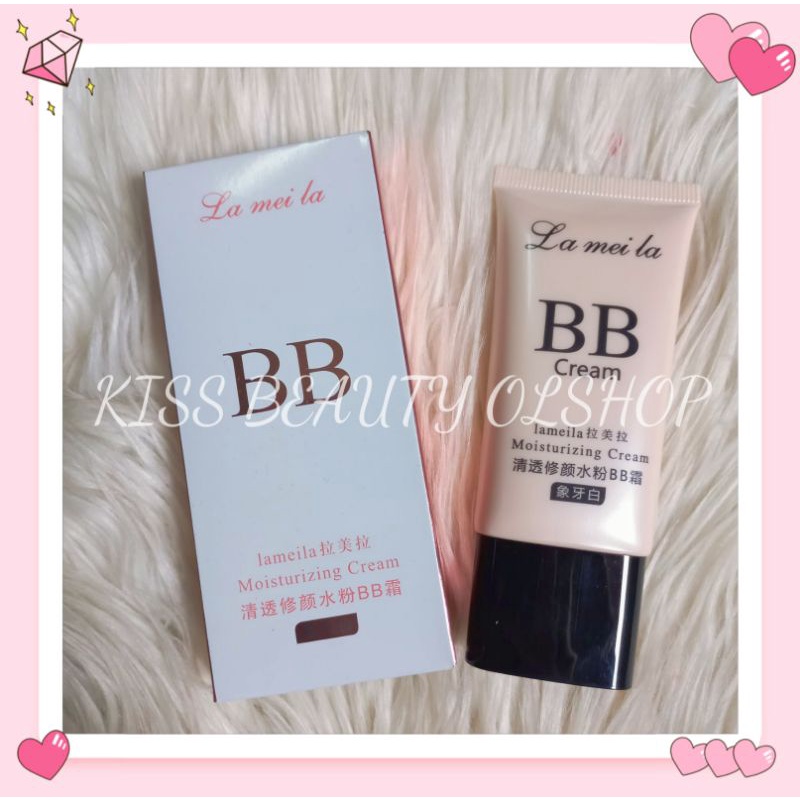 La mei la
BB
lameila拉美拉
Moisturizing Cream
清透修颜水粉BB霜
La mei la
BB
Cream
lameila拉美拉
Moisturizing Cream
清透修颜水粉BB霜
象牙白
KISS BEAUTY OLSHOP